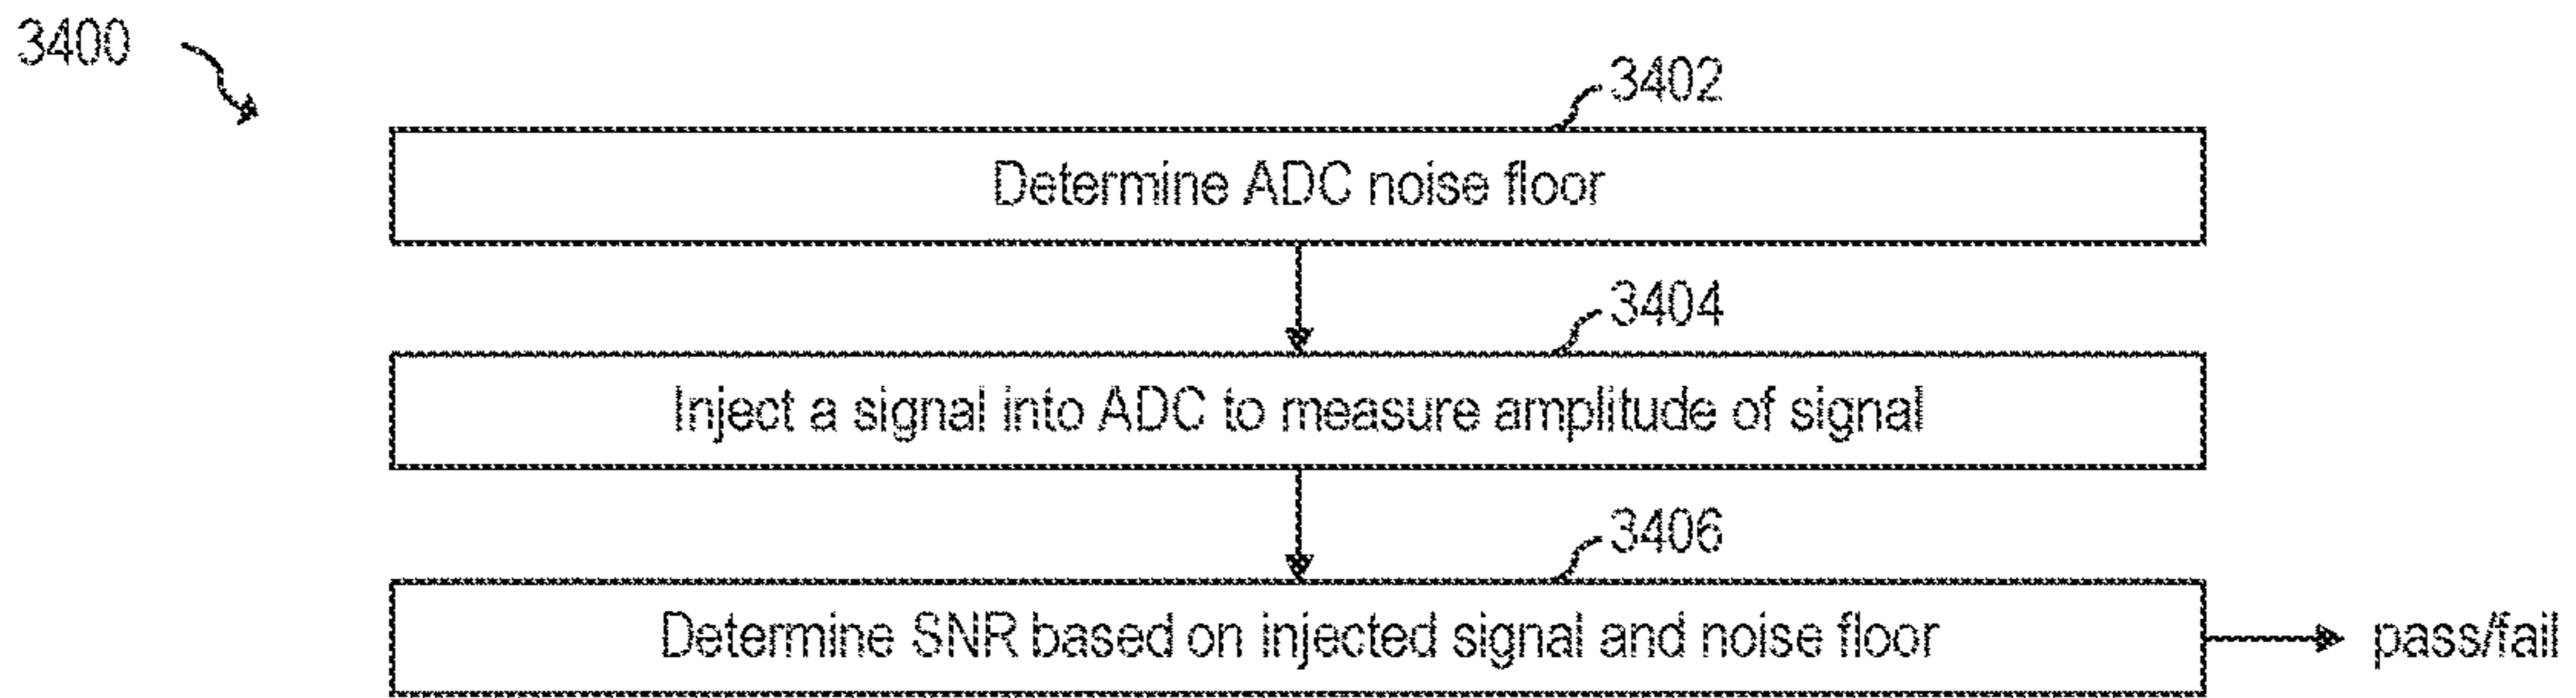 3400
3402
Determine ADC noise floor
3404
Inject a signal into ADC to measure amplitude of signal
3406
Determine SNR based on injected signal and noise floor
pass/fail